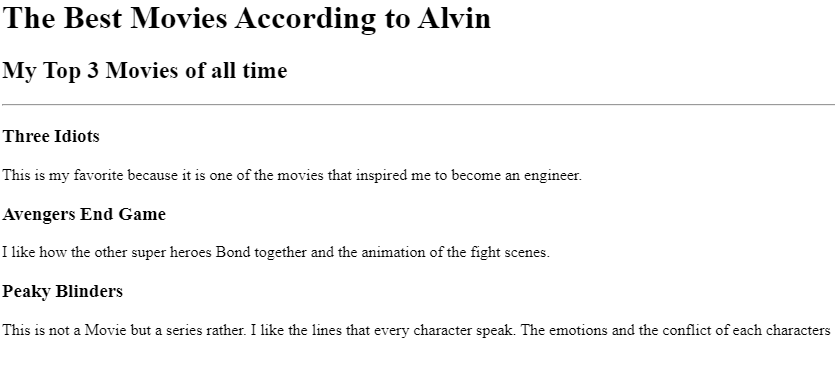 The Best Movies According to Alvin
My Top 3 Movies of all time
Three Idiots
This is my favorite because it is one of the movies that inspired me to become an engineer.
Avengers End Game
I like how the other super heroes Bond together and the animation of the fight scenes.
Peaky Blinders
This is not a Movie but a series rather. I like the lines that every character speak. The emotions and the conflict of each characters